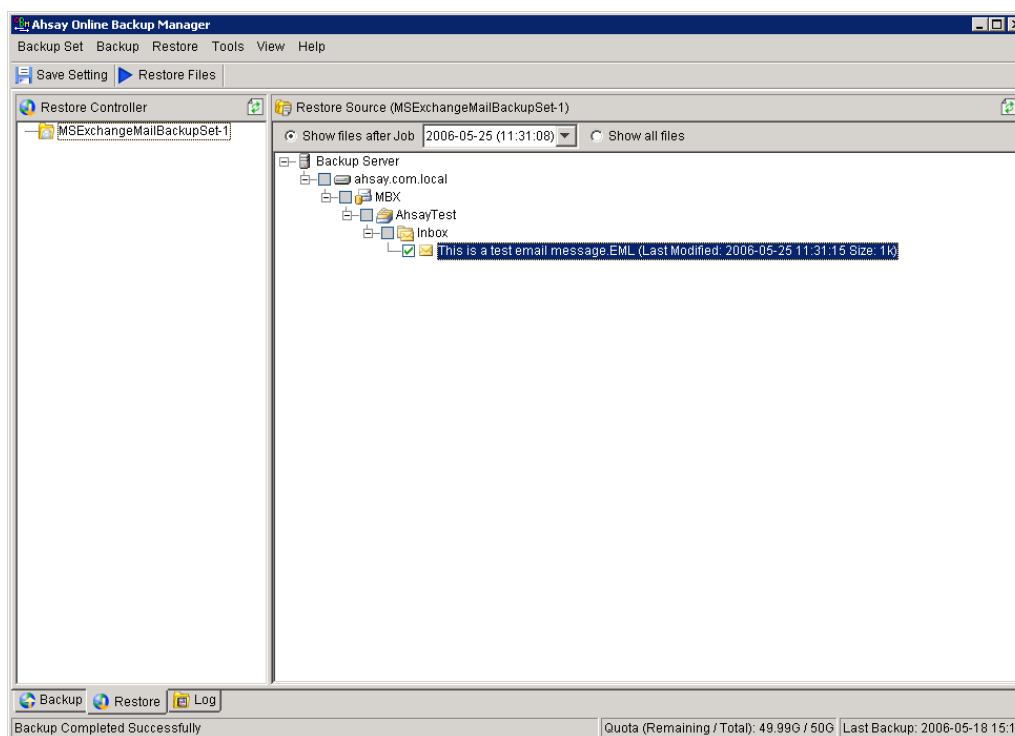 Ahsay Online Backup Manager
Backup Set Backup Restore Tools View Help
Save Setting Restore Files
Restore Controller
MSExchangeMailBackupSet-1
Restore Source (MSExchangeMailBackupSet-1)
Show files after Job 2006-05-25 (11:31:08) Show all files
Backup Server
ahsay.com.local
MBX
AhsayTest
Inbox
This is a test email message.EML (Last Modified: 2006-05-25 11:31:15 Size: 1k)
Backup Restore Log
Backup Completed Successfully Quota (Remaining / Total): 49.99G / 50G Last Backup: 2006-05-18 15:1